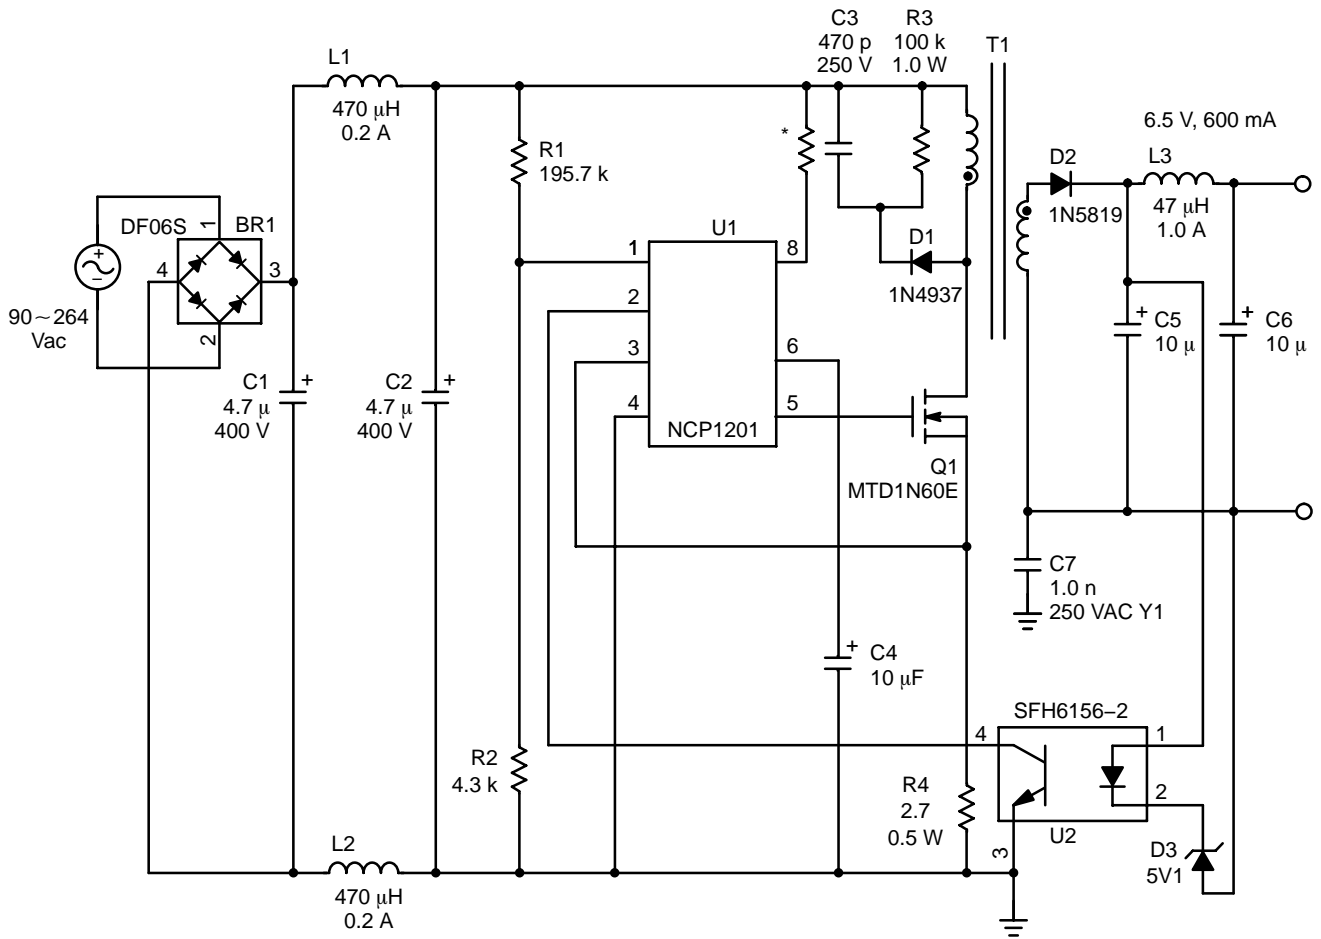 C3
470 p
250 V
R3
100 k
1.0 W
T1
L1
470 μH
0.2 A
6.5 V, 600 mA
*
R1
195.7 k
D2
1N5819
L3
47 μH
1.0 A
DF06S
BR1
1
4
3
2
+
−
90~264
Vac
U1
1
2
3
4
8
6
5
NCP1201
D1
1N4937
+
C5
10 μ
+
C6
10 μ
C1
4.7 μ
400 V
+
C2
4.7 μ
400 V
+
Q1
MTD1N60E
C7
1.0 n
250 VAC Y1
+
C4
10 μF
SFH6156–2
4
1
2
3
U2
R2
4.3 k
R4
2.7
0.5 W
D3
5V1
L2
470 μH
0.2 A